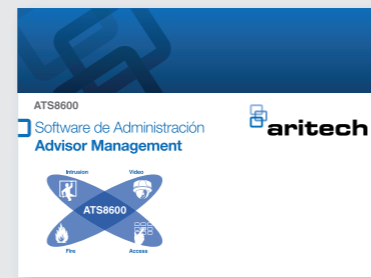 ATS8600
Software de Administración
Advisor Management
aritech
Intrusion
Video
ATS8600
Fire
Access